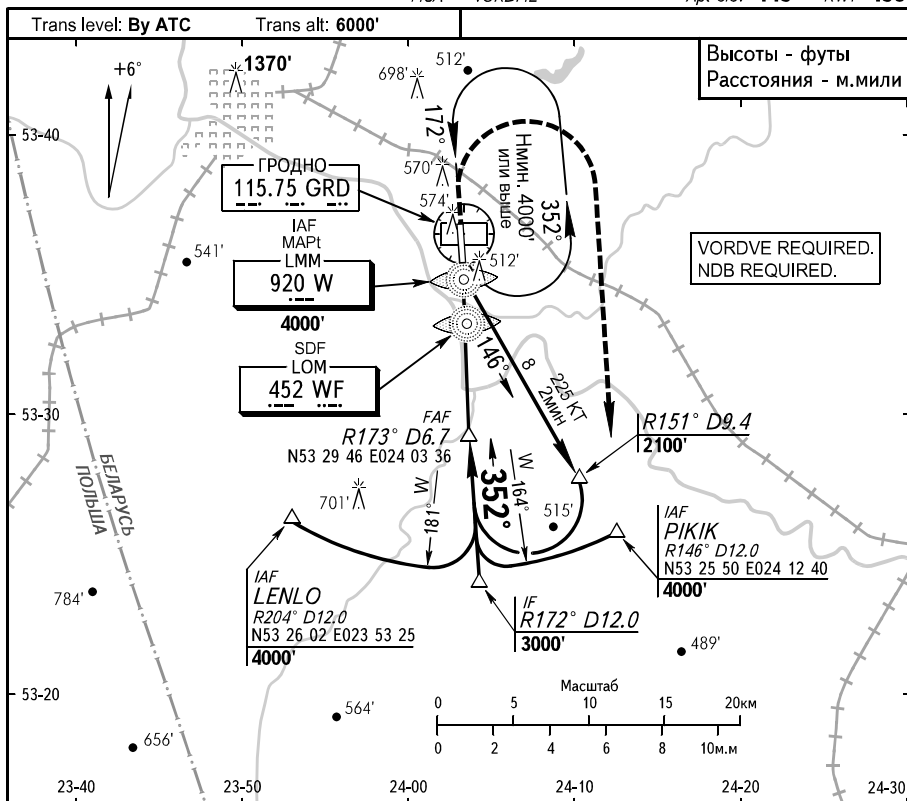 Trans level: By ATC
Trans alt: 6000'
Высоты - футы
Расстояния - м.мили
+6°
1370'
698'
512'
53-40
172°
570'
574'
Hмин. 4000'
или выше
352°
ГРОДНО
115.75 GRD
IAF
MAPt
LMM
920 W
4000'
541'
512'
VORDVE REQUIRED.
NDB REQUIRED.
SDF
LOM
452 WF
146°
8
225 KT
2мин
53-30
FAF
R173° D6.7
N53 29 46 E024 03 36
R151° D9.4
2100'
БЕЛАРУСЬ
ПОЛЬША
701'
W
181°
352°
W
164°
515'
IAF
PIKIK
R146° D12.0
N53 25 50 E024 12 40
4000'
IAF
LENLO
R204° D12.0
N53 26 02 E023 53 25
4000'
784'
IF
R172° D12.0
3000'
489'
53-20
564'
656'
Масштаб
0 5 10 15 20км
0 2 4 6 8 10м.м
23-40 23-50 24-00 24-10 24-20 24-30